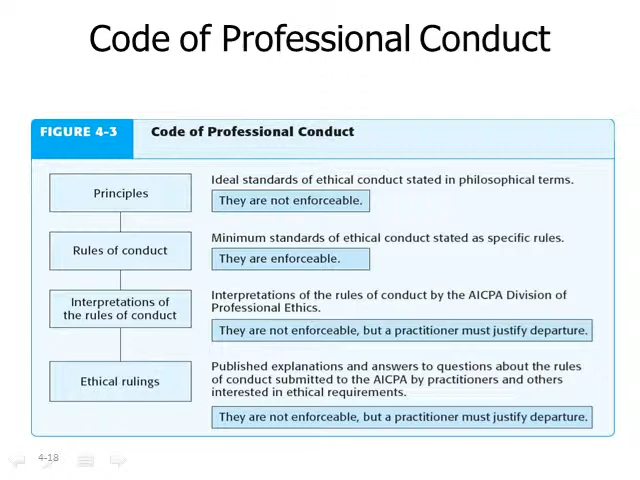 Code of Professional Conduct
FIGURE 4-3
Code of Professional Conduct
Principles
Ideal standards of ethical conduct stated in philosophical terms.
They are not enforceable.
Rules of conduct
Minimum standards of ethical conduct stated as specific rules.
They are enforceable.
Interpretations of
the rules of conduct
Interpretations of the rules of conduct by the AICPA Division of
Professional Ethics.
They are not enforceable, but a practitioner must justify departure.
Ethical rulings
Published explanations and answers to questions about the rules
of conduct submitted to the AICPA by practitioners and others
interested in ethical requirements.
They are not enforceable, but a practitioner must justify departure.
4-18